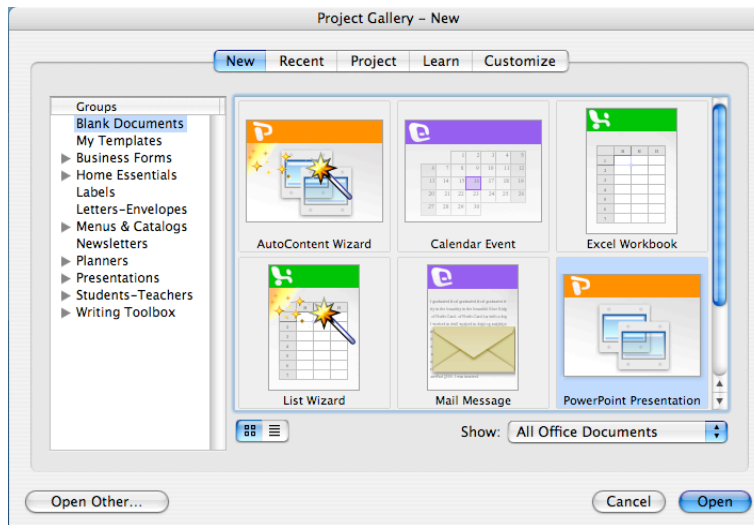 Project Gallery – New
New Recent Project Learn Customize
Groups
Blank Documents
My Templates
Business Forms
Home Essentials
Labels
Letters–Envelopes
Menus & Catalogs
Newsletters
Planners
Presentations
Students–Teachers
Writing Toolbox
AutoContent Wizard
Calendar Event
Excel Workbook
List Wizard
Mail Message
PowerPoint Presentation
Show: All Office Documents
Open Other...
Cancel
Open